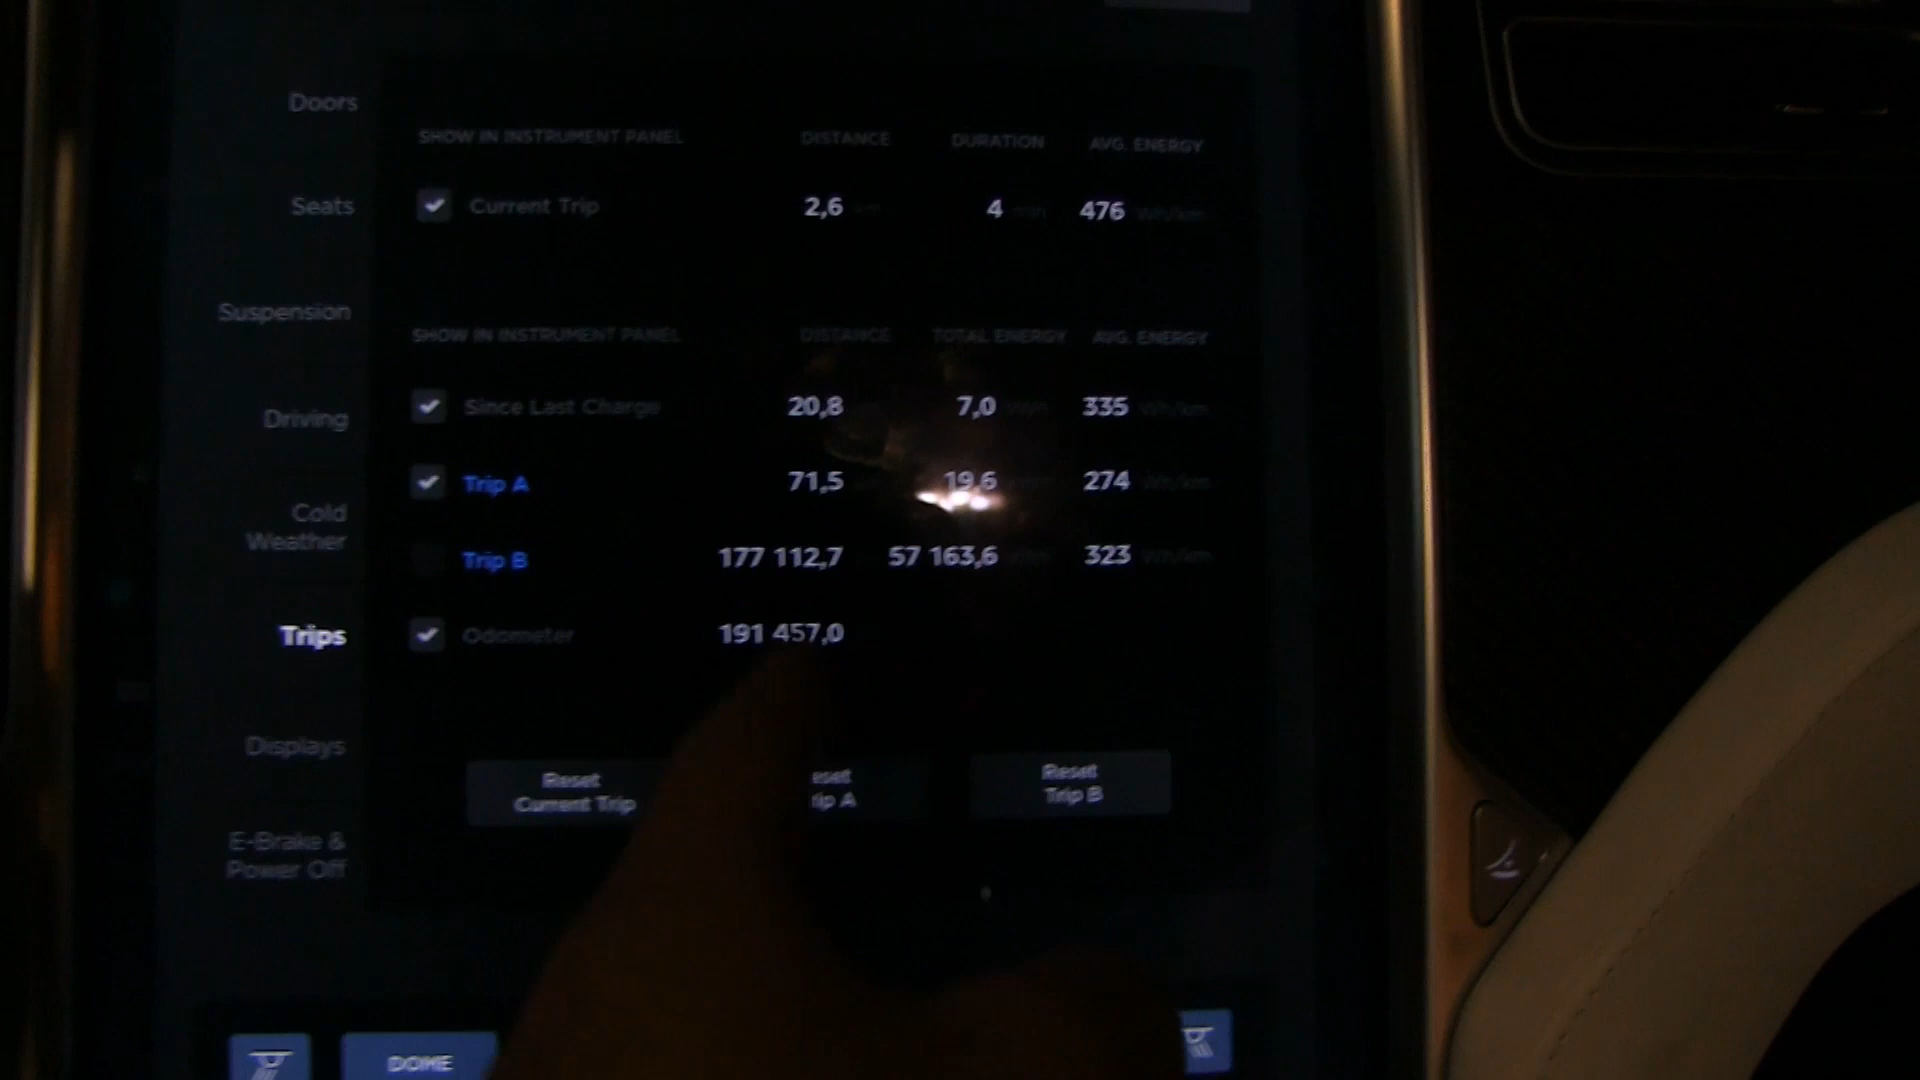 Doors
SHOW IN INSTRUMENT PANEL DISTANCE DURATION AVG. ENERGY
Seats
Current Trip 2,6 km 4 min 476 Wh/km
Suspension
SHOW IN INSTRUMENT PANEL DISTANCE TOTAL ENERGY AVG. ENERGY
Driving
Since Last Charge 20,8 7,0 kWh 335 Wh/km
Trip A 71,5 19,6 274 Wh/km
Cold
Weather
Trip B 177 112,7 57 163,6 kWh 323 Wh/km
Trips
Odometer 191 457,0
Displays
Reset
Current Trip
eset
rip A
Reset
Trip B
E-Brake &
Power Off
DOME